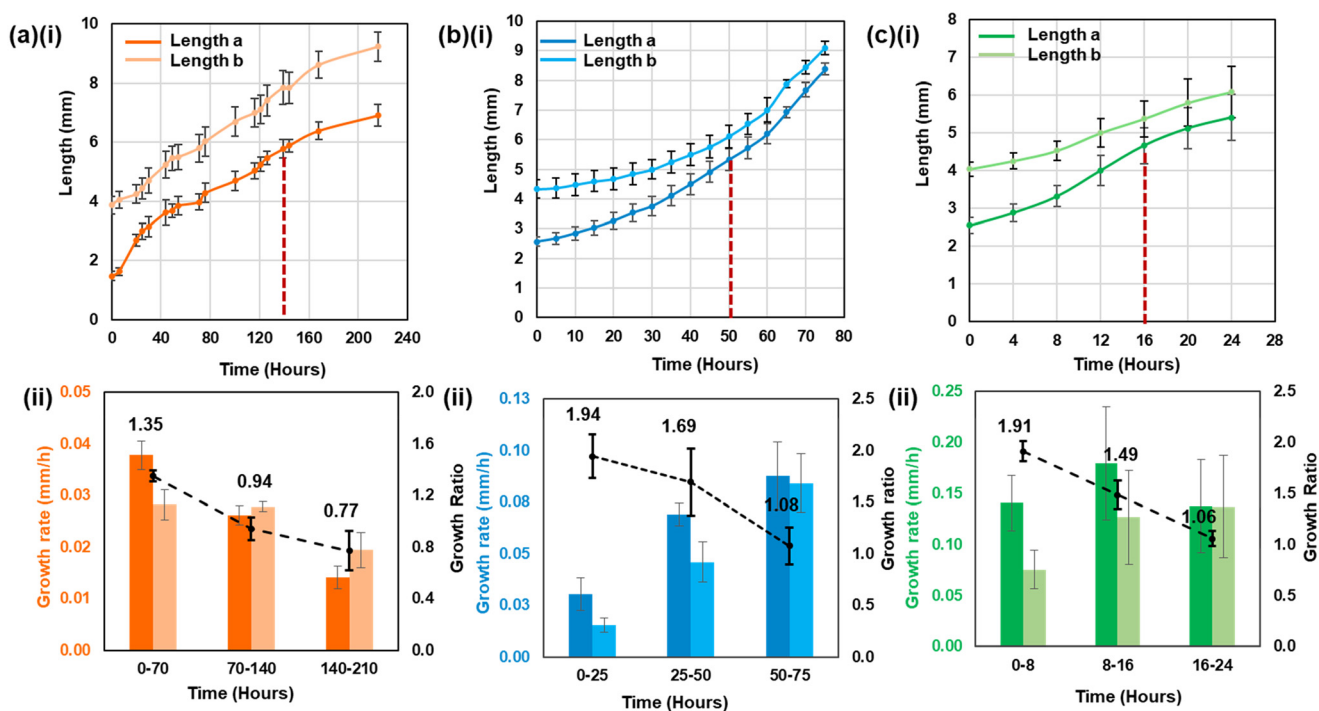 (a)(i)
Length a
Length b
Length (mm)
10
8
6
4
2
0
0 40 80 120 160 200 240
Time (Hours)
(b)(i)
Length a
Length b
Length (mm)
10
9
8
7
6
5
4
3
2
1
0
0 10 20 30 40 50 60 70 80
Time (Hours)
(c)(i)
Length a
Length b
Length (mm)
8
7
6
5
4
3
2
1
0
0 4 8 12 16 20 24 28
Time (Hours)
(ii)
Growth rate (mm/h)
0.05
0.04
0.03
0.02
0.01
0.00
1.35
0.94
0.77
2.0
1.6
1.2
0.8
0.4
0.0
Growth Ratio
0-70 70-140 140-210
Time (Hours)
(ii)
Growth rate (mm/h)
0.13
0.10
0.08
0.05
0.03
0.00
1.94
1.69
1.08
2.5
2.0
1.5
1.0
0.5
0.0
Growth ratio
0-25 25-50 50-75
Time (Hours)
(ii)
Growth rate (mm/h)
0.25
0.20
0.15
0.10
0.05
0.00
1.91
1.49
1.06
2.5
2.0
1.5
1.0
0.5
0.0
Growth ratio
0-8 8-16 16-24
Time (Hours)